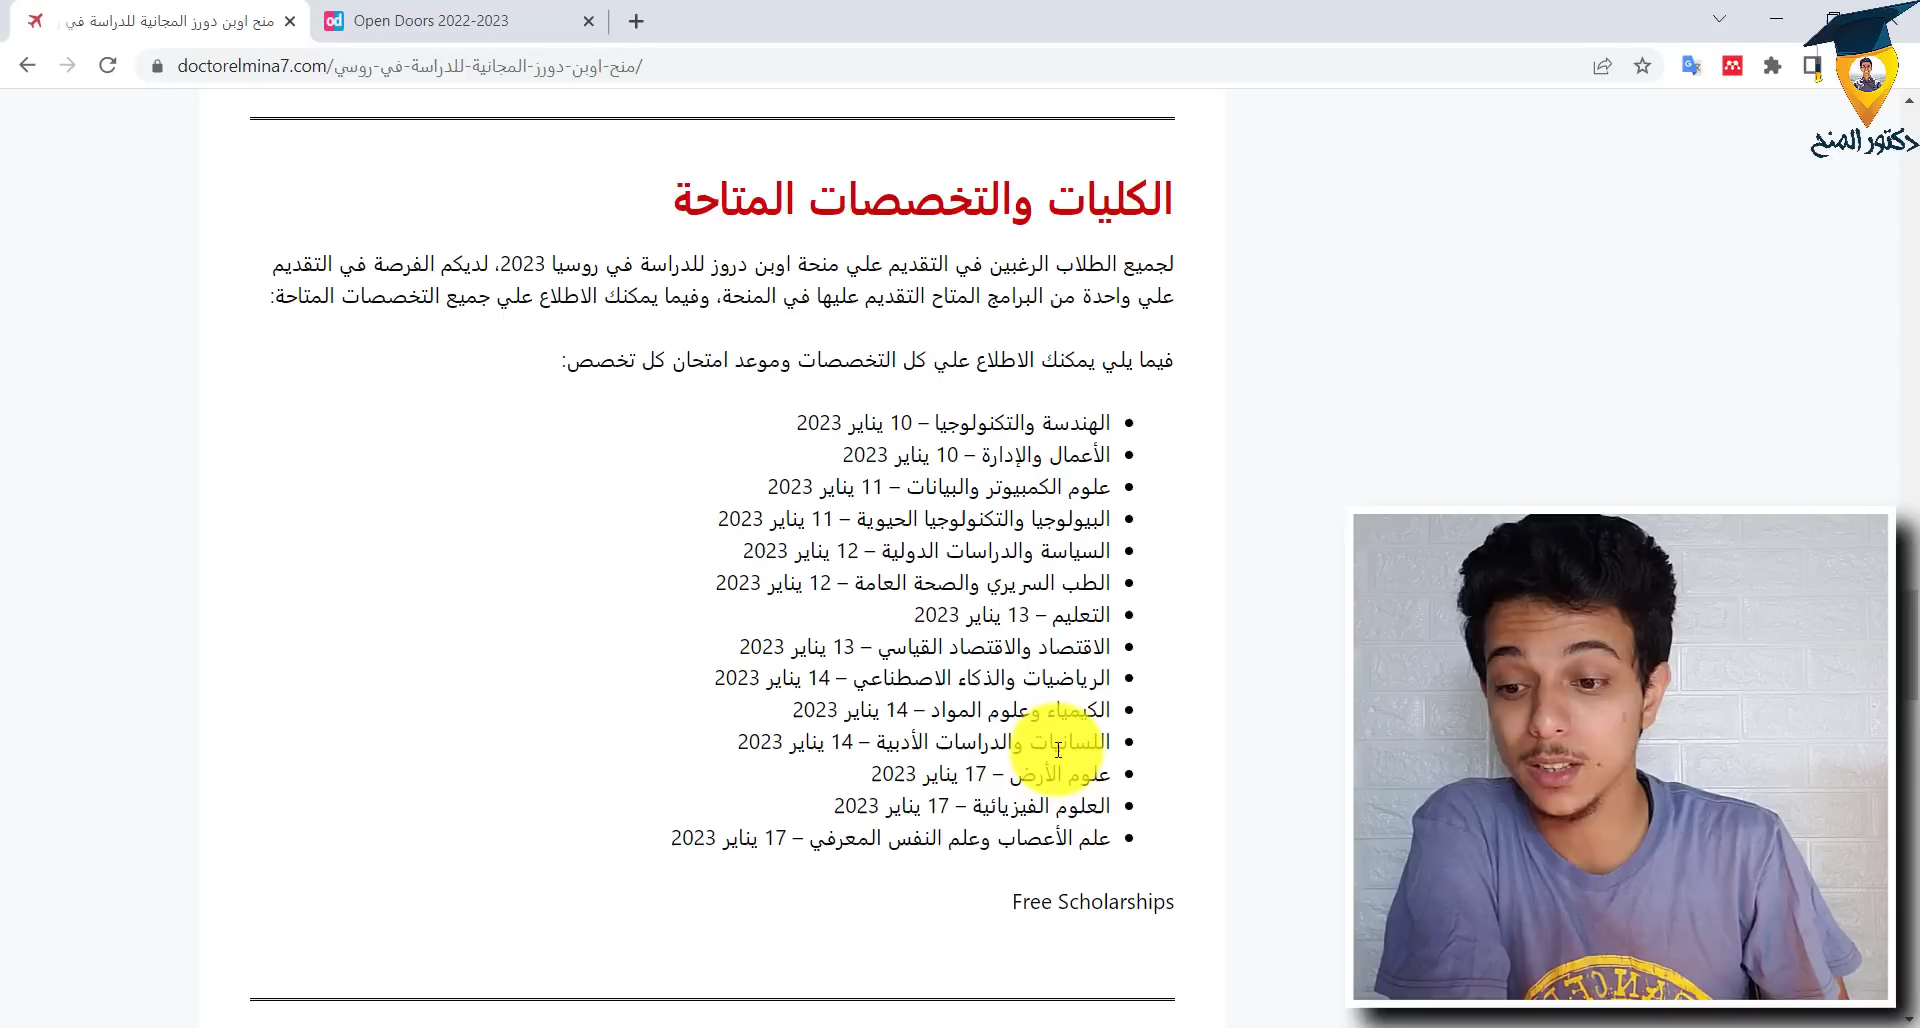 منح اوبن دورز المجانية للدراسة في
Open Doors 2022-2023
doctorelmina7.com/منح-اوبن-دورز-المجانية-للدراسة-في-روسي/
دكتور المنح
الكليات والتخصصات المتاحة
لجميع الطلاب الرغبين في التقديم علي منحة اوبن دروز للدراسة في روسيا 2023، لديكم الفرصة في التقديم
علي واحدة من البرامج المتاح التقديم عليها في المنحة، وفيما يمكنك الاطلاع علي جميع التخصصات المتاحة:
فيما يلي يمكنك الاطلاع علي كل التخصصات وموعد امتحان كل تخصص:
الهندسة والتكنولوجيا – 10 يناير 2023
الأعمال والإدارة – 10 يناير 2023
علوم الكمبيوتر والبيانات – 11 يناير 2023
البيولوجيا والتكنولوجيا الحيوية – 11 يناير 2023
السياسة والدراسات الدولية – 12 يناير 2023
الطب السريري والصحة العامة – 12 يناير 2023
التعليم – 13 يناير 2023
الاقتصاد والاقتصاد القياسي – 13 يناير 2023
الرياضيات والذكاء الاصطناعي – 14 يناير 2023
الكيمياء وعلوم المواد – 14 يناير 2023
اللسانيات والدراسات الأدبية – 14 يناير 2023
علوم الأرض – 17 يناير 2023
العلوم الفيزيائية – 17 يناير 2023
علم الأعصاب وعلم النفس المعرفي – 17 يناير 2023
Free Scholarships